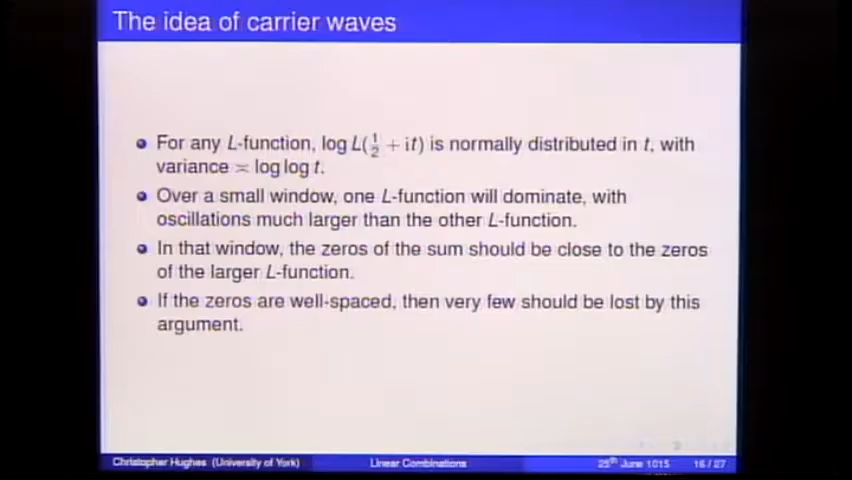 The idea of carrier waves
For any L-function, log L(1/2 + it) is normally distributed in t, with
variance ≍ log log t.
Over a small window, one L-function will dominate, with
oscillations much larger than the other L-function.
In that window, the zeros of the sum should be close to the zeros
of the larger L-function.
If the zeros are well-spaced, then very few should be lost by this
argument.
Christopher Hughes (University of York) Linear Combinations 25th June 1015 16 / 27